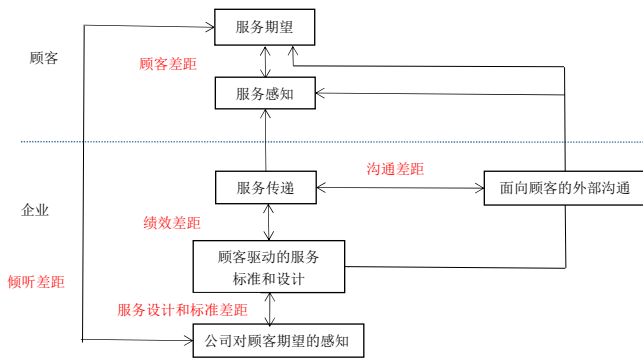 服务期望
顾客
顾客差距
服务感知
沟通差距
服务传递
面向顾客的外部沟通
企业
绩效差距
顾客驱动的服务
标准和设计
倾听差距
服务设计和标准差距
公司对顾客期望的感知